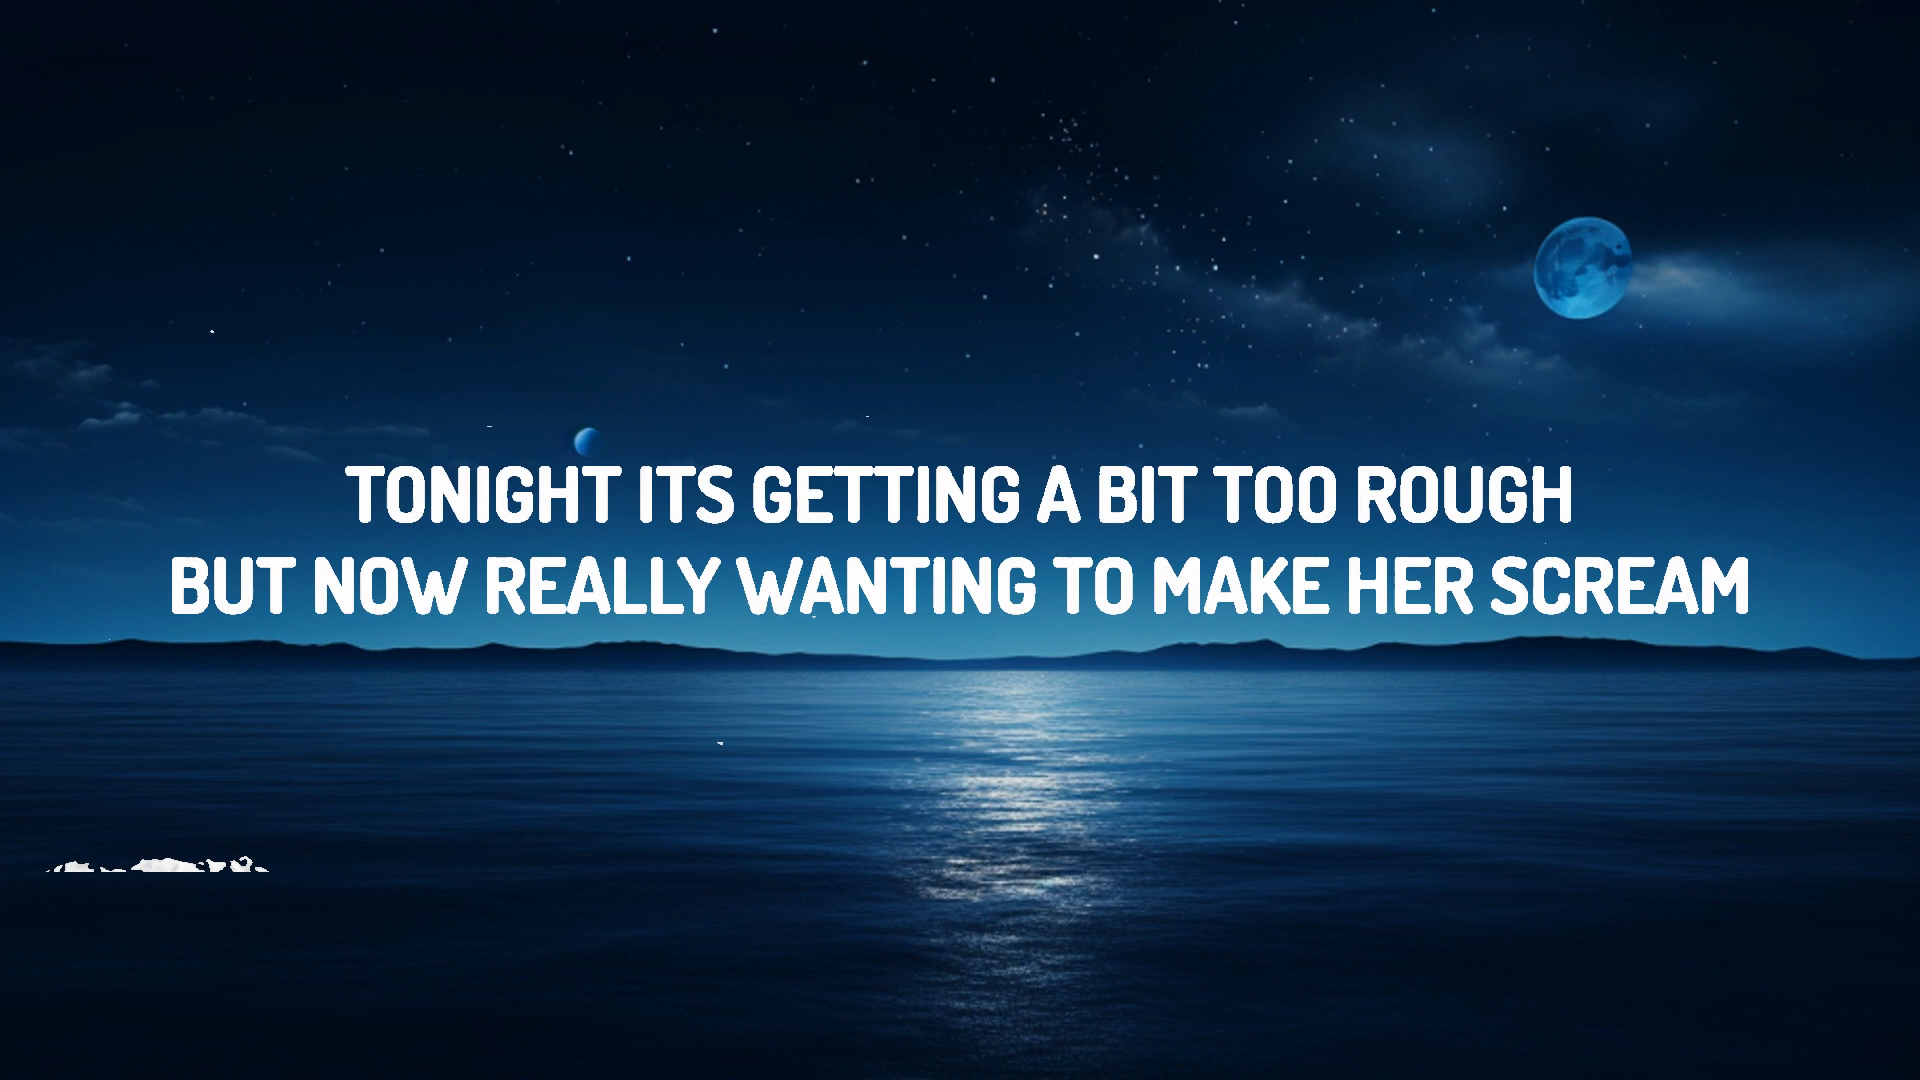 TONIGHT ITS GETTING A BIT TOO ROUGH
BUT NOW REALLY WANTING TO MAKE HER SCREAM